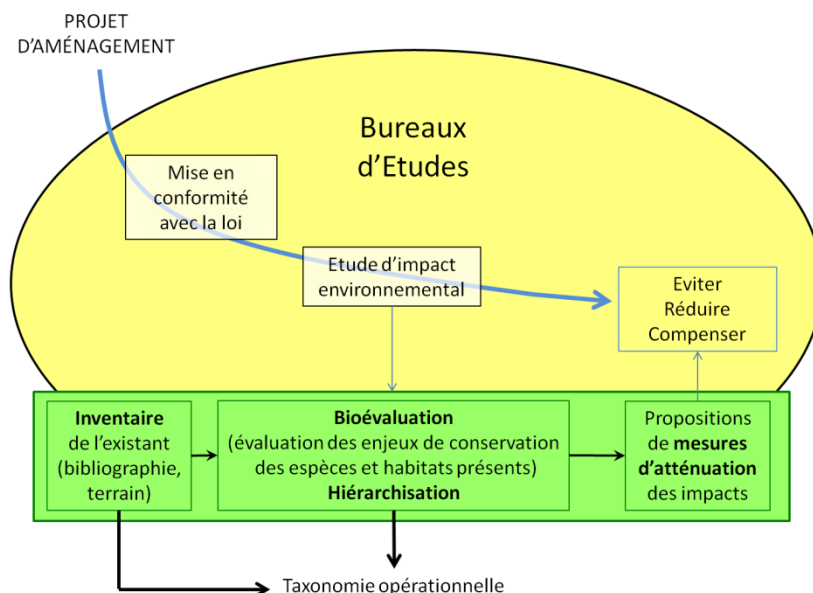 PROJET
D'AMÉNAGEMENT
Bureaux
d'Etudes
Mise en
conformité
avec la loi
Etude d'impact
environnemental
Eviter
Réduire
Compenser
Inventaire
de l'existant
(bibliographie,
terrain)
Bioévaluation
(évaluation des enjeux de conservation
des espèces et habitats présents)
Hiérarchisation
Propositions
de mesures
d'atténuation
des impacts
Taxonomie opérationnelle